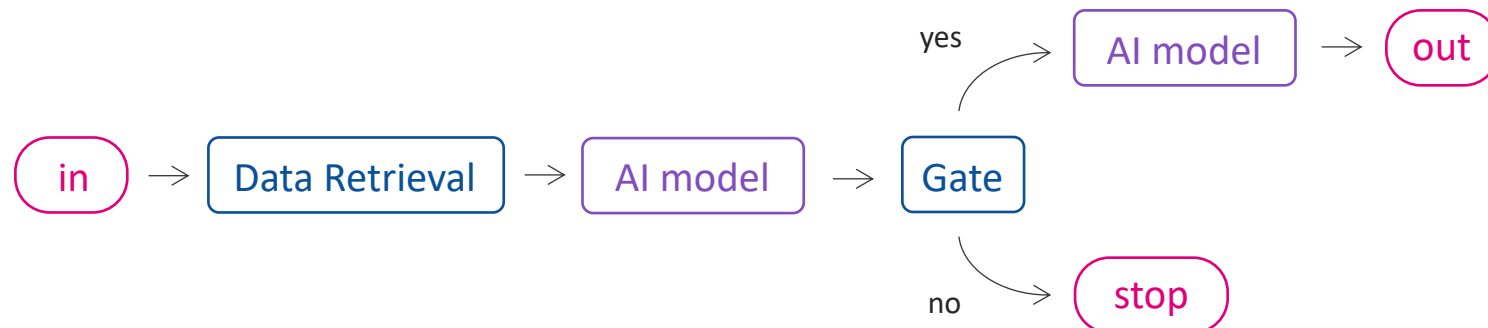 yes
AI model
out
in
Data Retrieval
AI model
Gate
no
stop